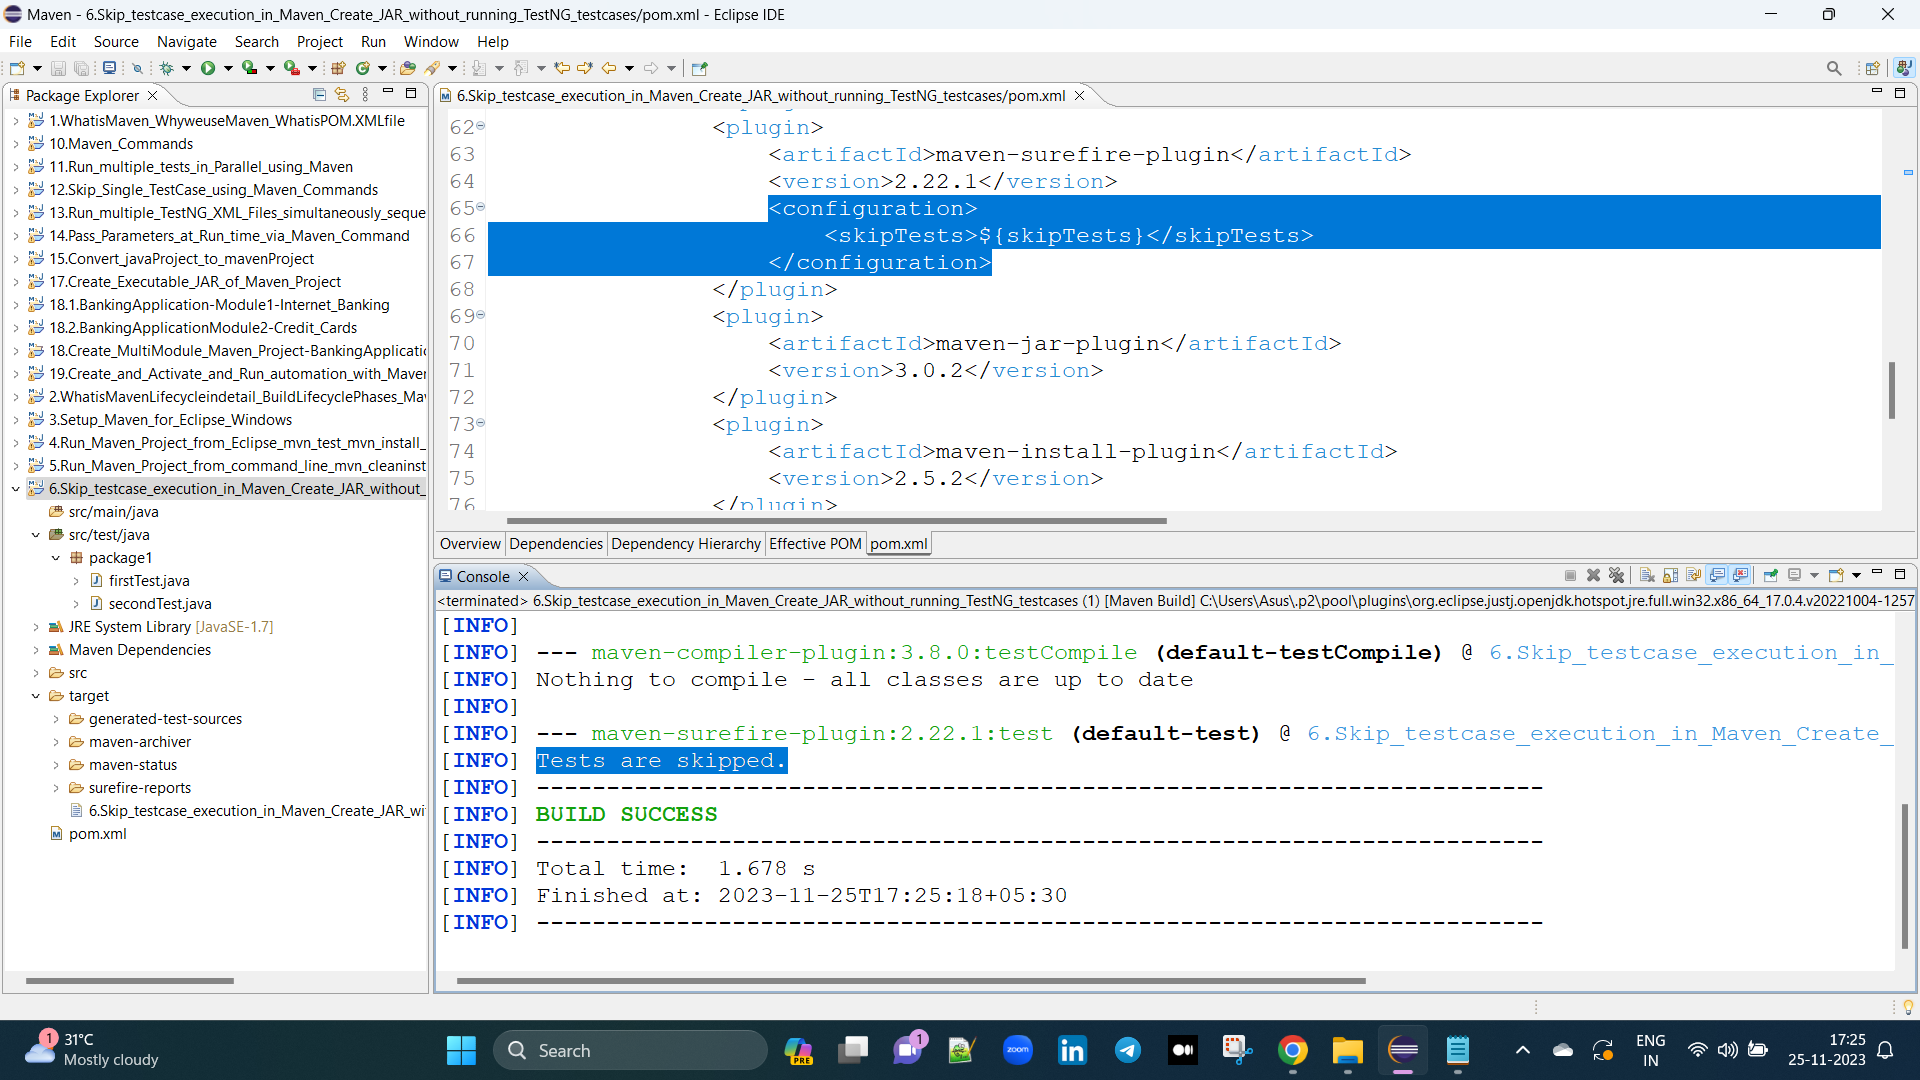 Maven - 6.Skip_testcase_execution_in_Maven_Create_JAR_without_running_TestNG_testcases/pom.xml - Eclipse IDE
File Edit Source Navigate Search Project Run Window Help
Package Explorer
1.WhatisMaven_WhyweuseMaven_WhatisPOM.XMLfile
10.Maven_Commands
11.Run_multiple_tests_in_Parallel_using_Maven
12.Skip_Single_TestCase_using_Maven_Commands
13.Run_multiple_TestNG_XML_Files_simultaneously_seque
14.Pass_Parameters_at_Run_time_via_Maven_Command
15.Convert_javaProject_to_mavenProject
17.Create_Executable_JAR_of_Maven_Project
18.1.BankingApplication-Module1-Internet_Banking
18.2.BankingApplicationModule2-Credit_Cards
18.Create_MultiModule_Maven_Project-BankingApplicatio
19.Create_and_Activate_and_Run_automation_with_Maven
2.WhatisMavenLifecycleindetail_BuildLifecyclePhases_Mav
3.Setup_Maven_for_Eclipse_Windows
4.Run_Maven_Project_from_Eclipse_mvn_test_mvn_install_
5.Run_Maven_Project_from_command_line_mvn_cleaninst
6.Skip_testcase_execution_in_Maven_Create_JAR_without_
src/main/java
src/test/java
package1
firstTest.java
secondTest.java
JRE System Library [JavaSE-1.7]
Maven Dependencies
src
target
generated-test-sources
maven-archiver
maven-status
surefire-reports
6.Skip_testcase_execution_in_Maven_Create_JAR_wi
pom.xml
6.Skip_testcase_execution_in_Maven_Create_JAR_without_running_TestNG_testcases/pom.xml
62 <plugin>
63 <artifactId>maven-surefire-plugin</artifactId>
64 <version>2.22.1</version>
65 <configuration>
66 <skipTests>${skipTests}</skipTests>
67 </configuration>
68 </plugin>
69 <plugin>
70 <artifactId>maven-jar-plugin</artifactId>
71 <version>3.0.2</version>
72 </plugin>
73 <plugin>
74 <artifactId>maven-install-plugin</artifactId>
75 <version>2.5.2</version>
76 </plugin>
Overview Dependencies Dependency Hierarchy Effective POM pom.xml
Console
<terminated> 6.Skip_testcase_execution_in_Maven_Create_JAR_without_running_TestNG_testcases (1) [Maven Build] C:\Users\Asus\.p2\pool\plugins\org.eclipse.justj.openjdk.hotspot.jre.full.win32.x86_64_17.0.4.v20221004-1257
[INFO]
[INFO] --- maven-compiler-plugin:3.8.0:testCompile (default-testCompile) @ 6.Skip_testcase_execution_in_
[INFO] Nothing to compile - all classes are up to date
[INFO]
[INFO] --- maven-surefire-plugin:2.22.1:test (default-test) @ 6.Skip_testcase_execution_in_Maven_Create_
[INFO] Tests are skipped.
[INFO] ------------------------------------------------------------------------
[INFO] BUILD SUCCESS
[INFO] ------------------------------------------------------------------------
[INFO] Total time:  1.678 s
[INFO] Finished at: 2023-11-25T17:25:18+05:30
[INFO] ------------------------------------------------------------------------
1
31°C
Mostly cloudy
Search
PRE
1
zoom
in
ENG
IN
17:25
25-11-2023